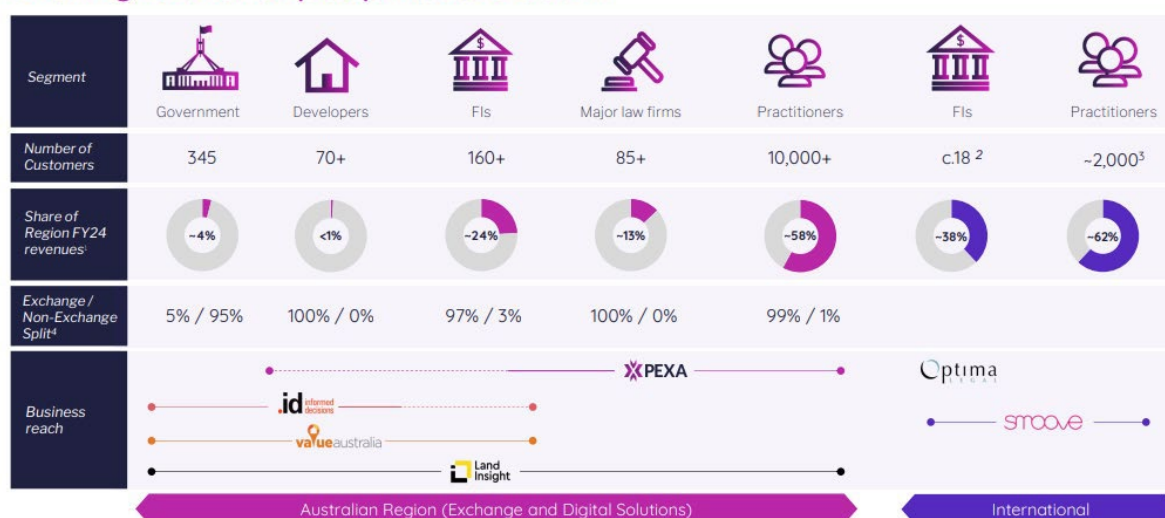 Segment
Government
Developers
FIs
Major law firms
Practitioners
FIs
Practitioners
Number of
Customers
345
70+
160+
85+
10,000+
c.18 2
~2,000³
Share of
Region FY24
revenues¹
~4%
<1%
~24%
~13%
~58%
~38%
~62%
Exchange /
Non-Exchange
Split⁴
5% / 95%
100% / 0%
97% / 3%
100% / 0%
99% / 1%
Business
reach
PEXA
.id informed
decisions
valueaustralia
Land
Insight
Optima
LEGAL
smoove
Australian Region (Exchange and Digital Solutions)
International